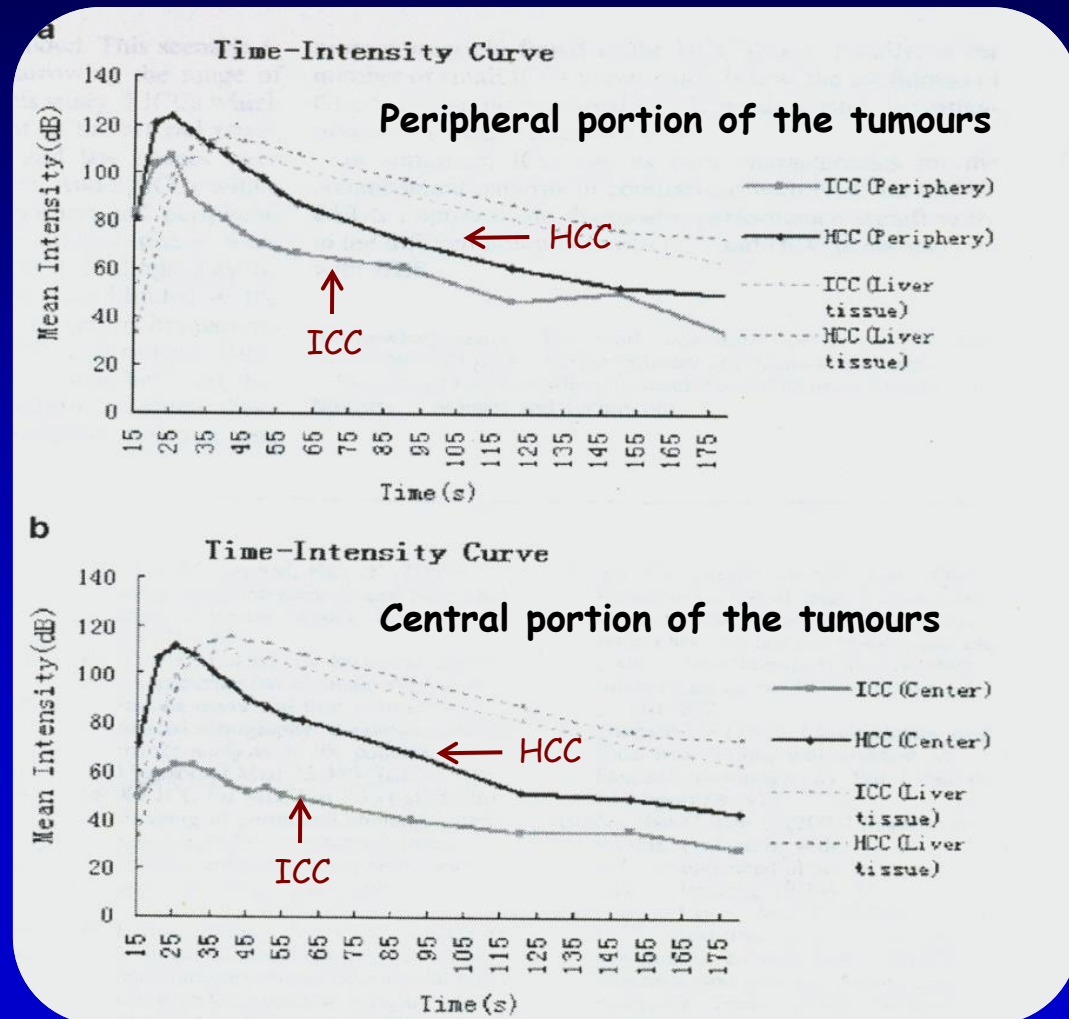 a
Time-Intensity Curve
Peripheral portion of the tumours
Mean Intensity(dB)
140
120
100
80
60
40
20
0
15 25 35 45 55 65 75 85 95 105 115 125 135 145 155 165 175
Time(s)
HCC
ICC
ICC(Periphery)
HCC(Periphery)
ICC(Liver
tissue)
HCC(Liver
tissue)
b
Time-Intensity Curve
Central portion of the tumours
Mean Intensity(dB)
140
120
100
80
60
40
20
0
15 25 35 45 55 65 75 85 95 105 115 125 135 145 155 165 175
Time(s)
HCC
ICC
ICC(Center)
HCC(Center)
ICC(Liver
tissue)
HCC(Liver
tissue)